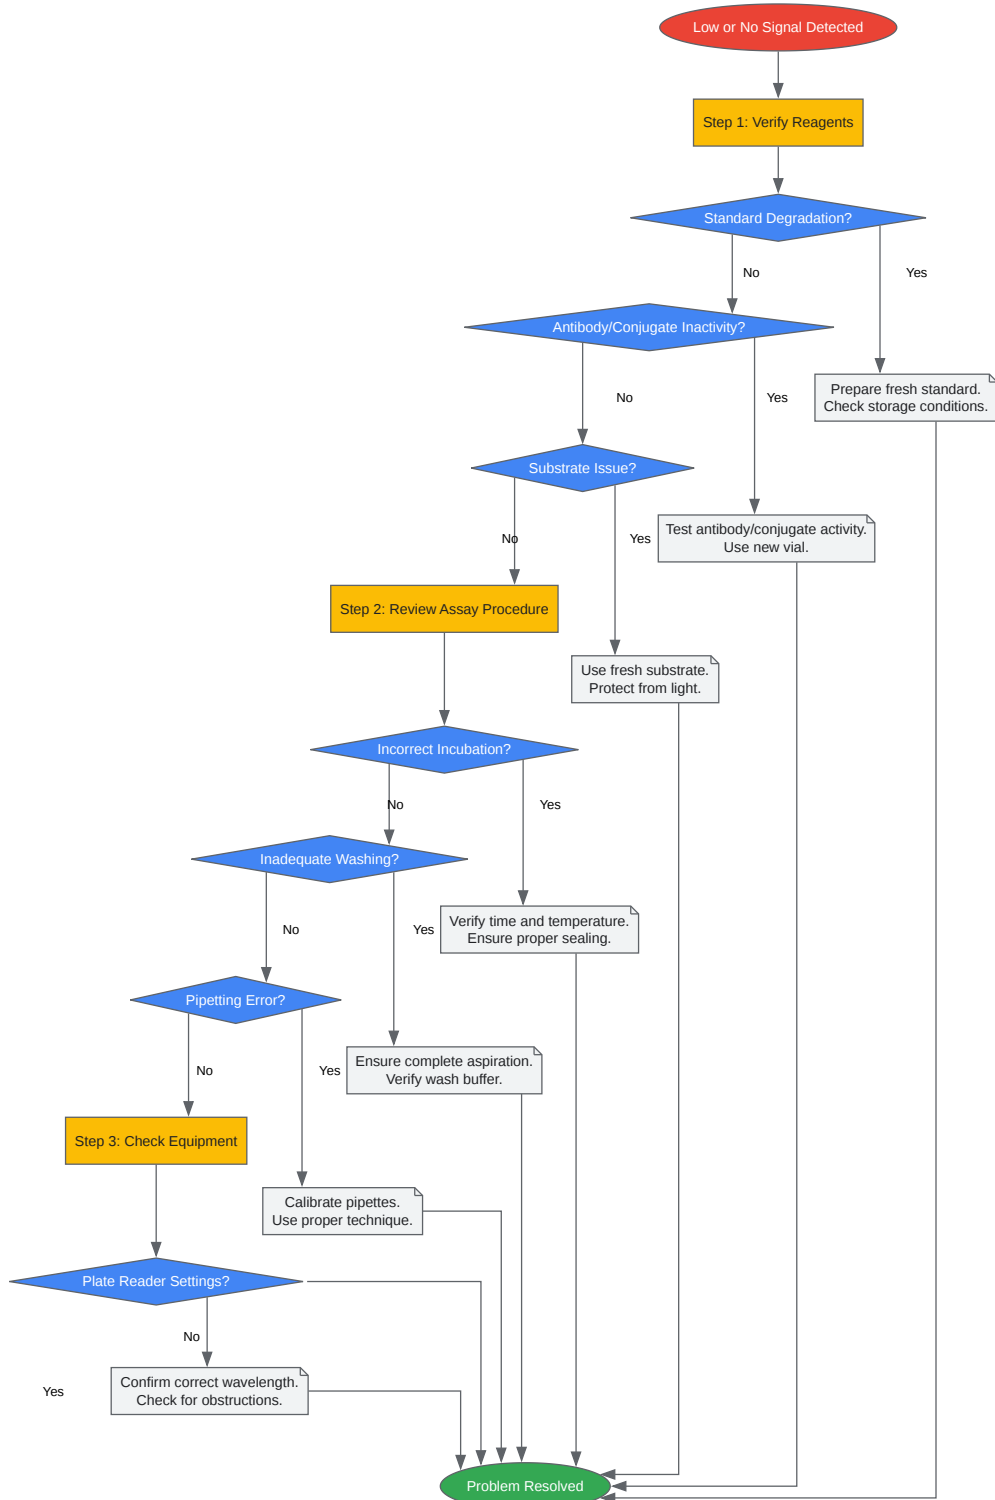 Low or No Signal Detected
Step 1: Verify Reagents
Standard Degradation?
No
Yes
Antibody/Conjugate Inactivity?
No
Yes
Prepare fresh standard.
Check storage conditions.
Substrate Issue?
No
Yes
Test antibody/conjugate activity.
Use new vial.
Step 2: Review Assay Procedure
Use fresh substrate.
Protect from light.
Incorrect Incubation?
No
Yes
Inadequate Washing?
No
Yes
Verify time and temperature.
Ensure proper sealing.
Pipetting Error?
No
Yes
Ensure complete aspiration.
Verify wash buffer.
Step 3: Check Equipment
Calibrate pipettes.
Use proper technique.
Plate Reader Settings?
No
Yes
Confirm correct wavelength.
Check for obstructions.
Problem Resolved